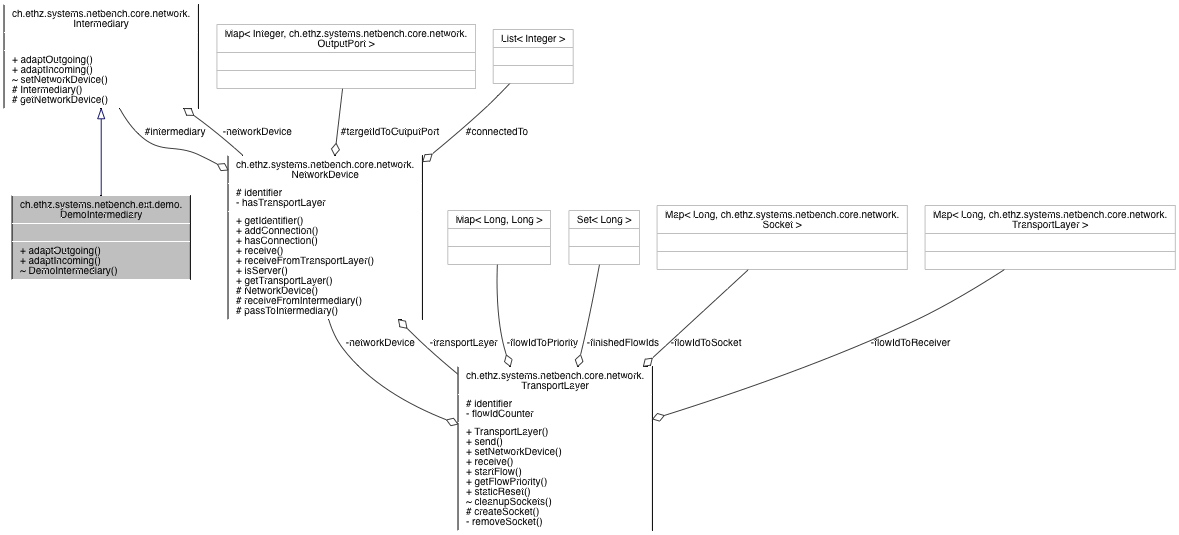 ch.ethz.systems.netbench.core.network.
Intermediary
+ adaptOutgoing()
+ adaptIncoming()
~ setNetworkDevice()
# Intermediary()
# getNetworkDevice()
Map< Integer, ch.ethz.systems.netbench.core.network.
OutputPort >
List< Integer >
#intermediary
-networkDevice
#targetIdToOutputPort
#connectedTo
ch.ethz.systems.netbench.core.network.
NetworkDevice
# identifier
- hasTransportLayer
+ getIdentifier()
+ addConnection()
+ hasConnection()
+ receive()
+ receiveFromTransportLayer()
+ isServer()
+ getTransportLayer()
# NetworkDevice()
# receiveFromIntermediary()
# passToIntermediary()
ch.ethz.systems.netbench.ext.demo.
DemoIntermediary
+ adaptOutgoing()
+ adaptIncoming()
~ DemoIntermediary()
Map< Long, Long >
Set< Long >
Map< Long, ch.ethz.systems.netbench.core.network.
Socket >
Map< Long, ch.ethz.systems.netbench.core.network.
TransportLayer >
-networkDevice
-transportLayer
-flowIdToPriority
-finishedFlowIds
-flowIdToSocket
-flowIdToReceiver
ch.ethz.systems.netbench.core.network.
TransportLayer
# identifier
- flowIdCounter
+ TransportLayer()
+ send()
+ setNetworkDevice()
+ receive()
+ startFlow()
+ getFlowPriority()
+ staticReset()
~ cleanupSockets()
# createSocket()
- removeSocket()